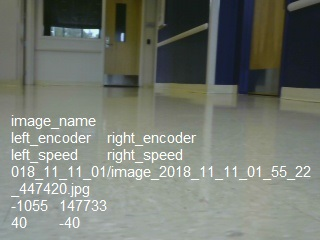 image_name
left_encoder right_encoder
left_speed right_speed
018_11_11_01/image_2018_11_11_01_55_22
_447420.jpg
-1055 147733
40 -40